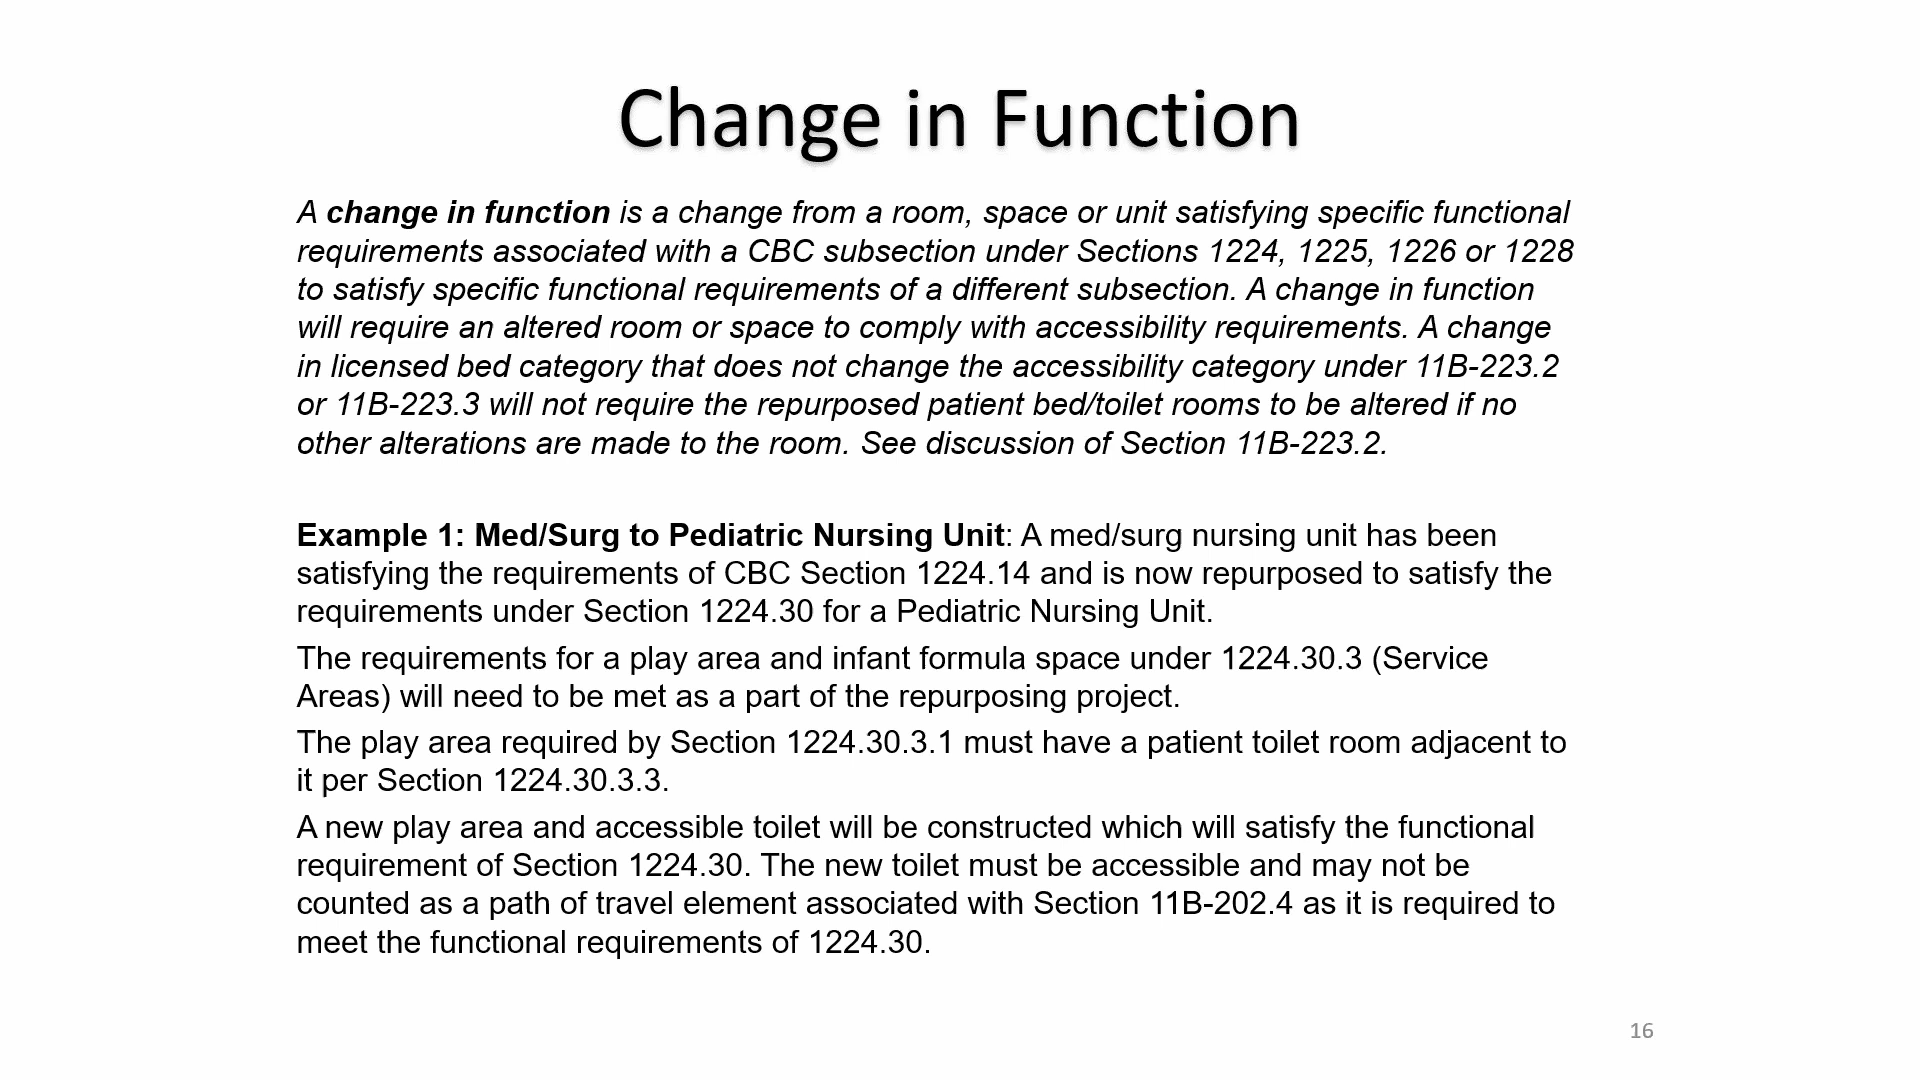 Change in Function
A change in function is a change from a room, space or unit satisfying specific functional
requirements associated with a CBC subsection under Sections 1224, 1225, 1226 or 1228
to satisfy specific functional requirements of a different subsection. A change in function
will require an altered room or space to comply with accessibility requirements. A change
in licensed bed category that does not change the accessibility category under 11B-223.2
or 11B-223.3 will not require the repurposed patient bed/toilet rooms to be altered if no
other alterations are made to the room. See discussion of Section 11B-223.2.
Example 1: Med/Surg to Pediatric Nursing Unit: A med/surg nursing unit has been
satisfying the requirements of CBC Section 1224.14 and is now repurposed to satisfy the
requirements under Section 1224.30 for a Pediatric Nursing Unit.
The requirements for a play area and infant formula space under 1224.30.3 (Service
Areas) will need to be met as a part of the repurposing project.
The play area required by Section 1224.30.3.1 must have a patient toilet room adjacent to
it per Section 1224.30.3.3.
A new play area and accessible toilet will be constructed which will satisfy the functional
requirement of Section 1224.30. The new toilet must be accessible and may not be
counted as a path of travel element associated with Section 11B-202.4 as it is required to
meet the functional requirements of 1224.30.
16